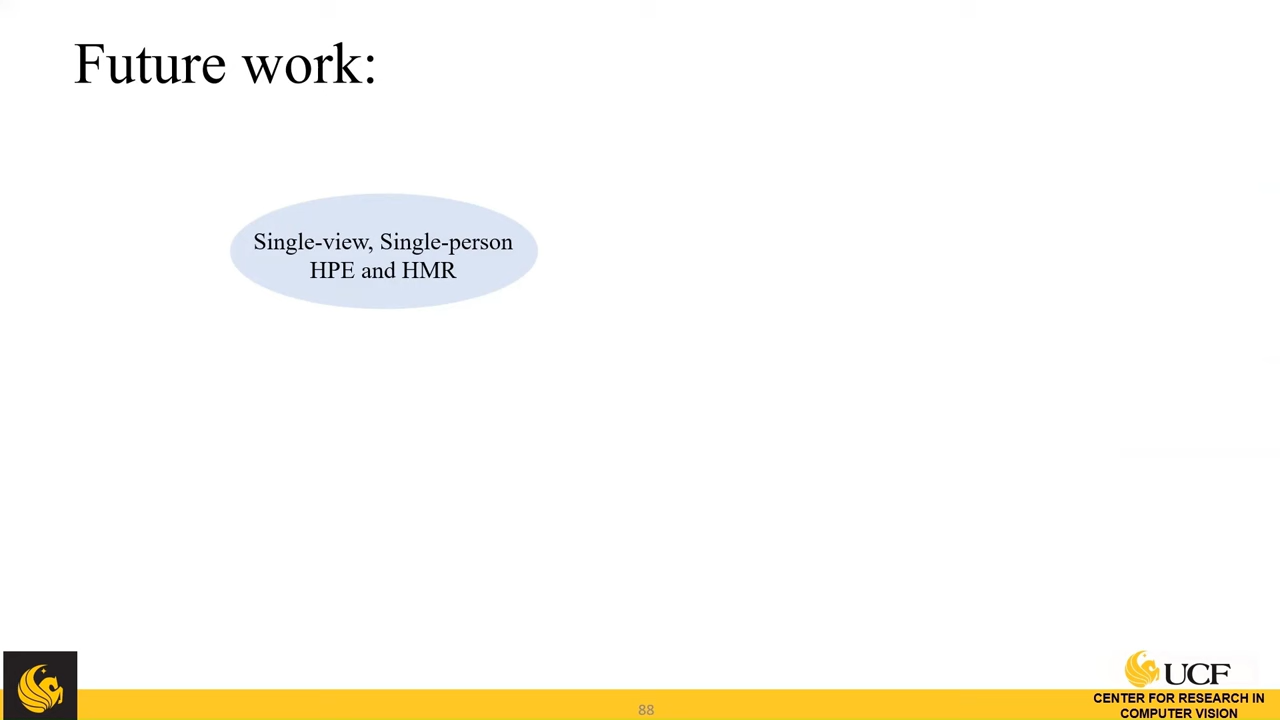 Future work:
Single-view, Single-person
HPE and HMR
UCF
CENTER FOR RESEARCH IN
COMPUTER VISION
88